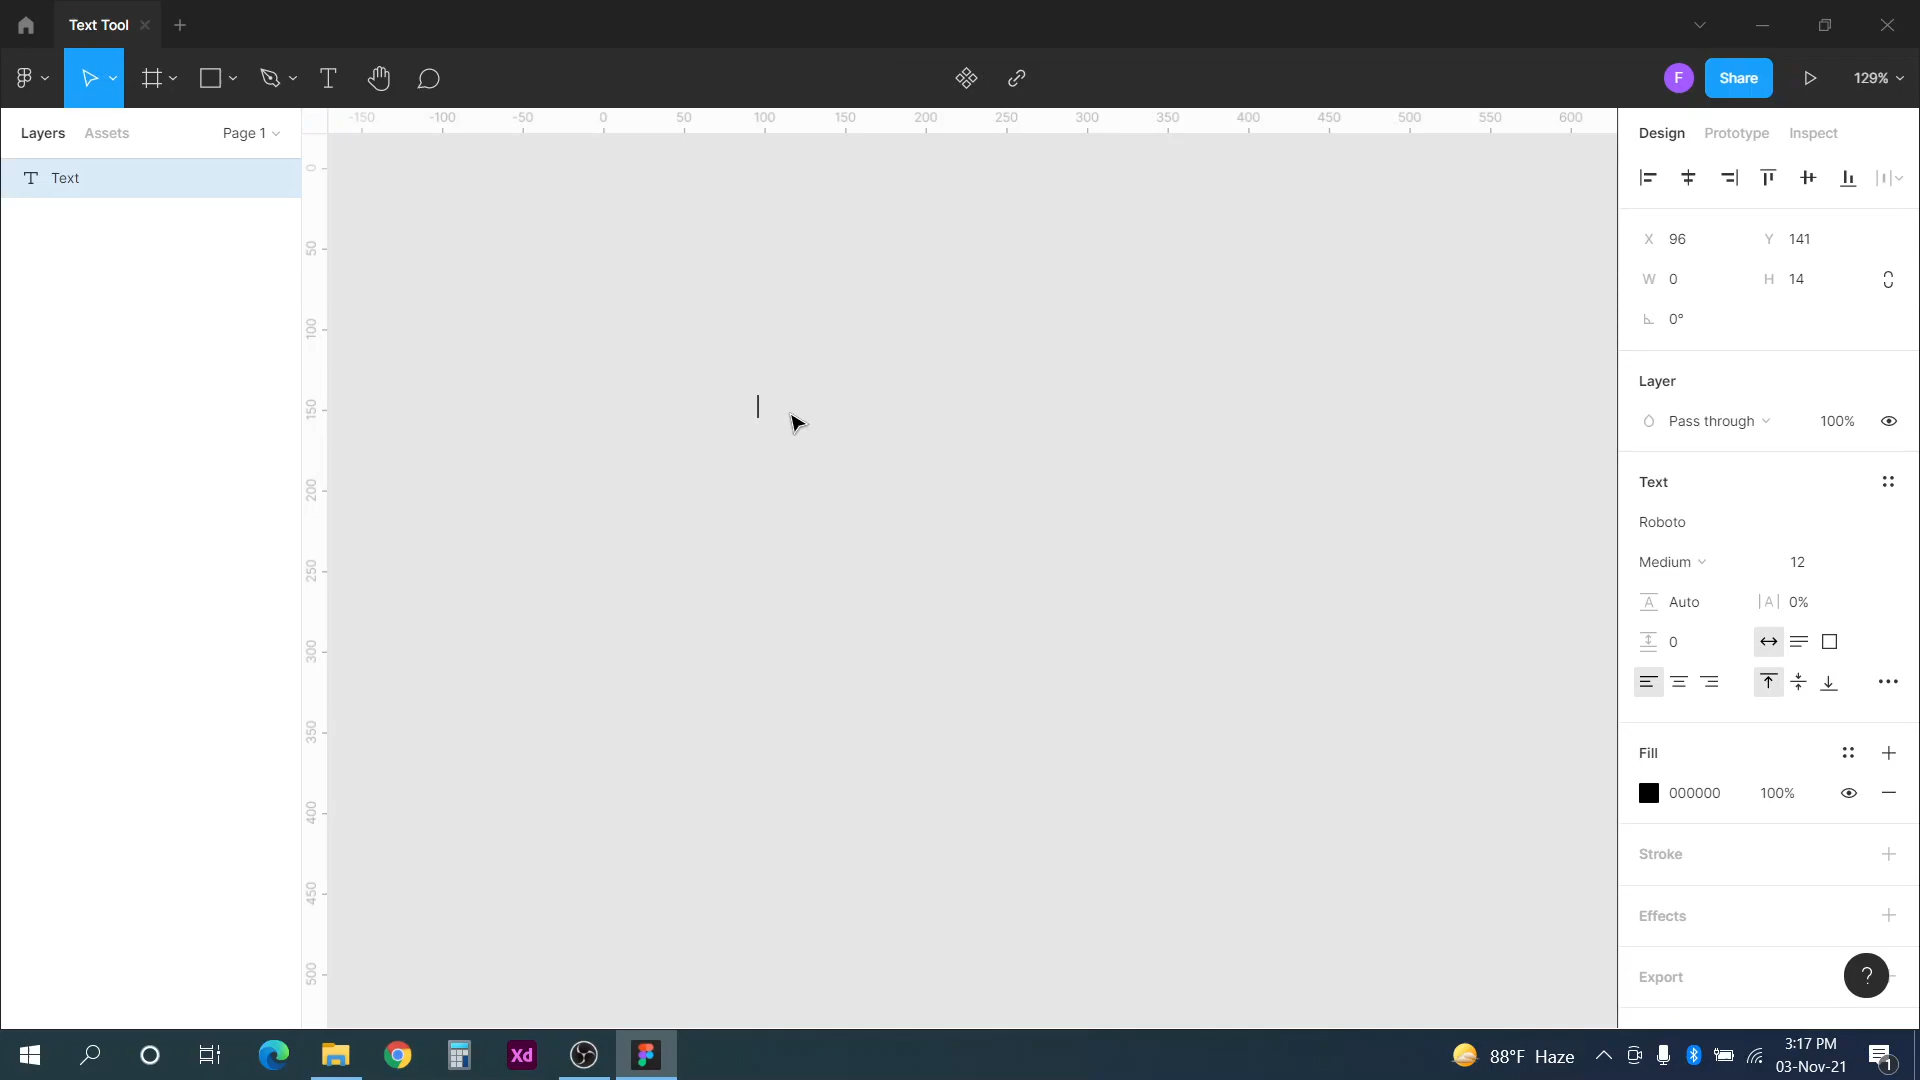 Text Tool
F
Share
129%
Layers
Assets
Page 1
Text
-150
-100
-50
0
50
100
150
200
250
300
350
400
450
500
550
600
0
50
100
150
200
250
300
350
400
450
500
Design
Prototype
Inspect
X 96
Y 141
W 0
H 14
0°
Layer
Pass through
100%
Text
Roboto
Medium
12
A Auto
|A| 0%
0
Fill
000000
100%
Stroke
Effects
Export
?
Xd
88°F Haze
3:17 PM
03-Nov-21
1